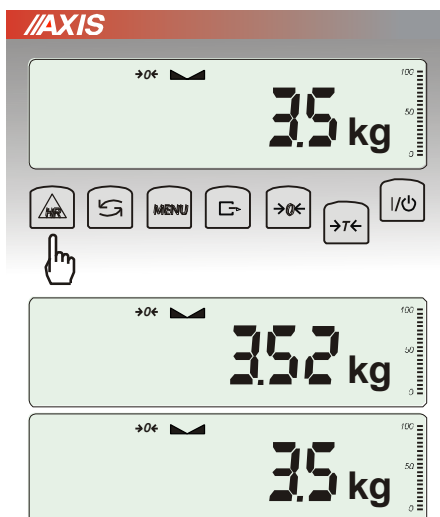 //AXIS
→0← 100
3.5 kg 50
0
HR MENU →0← →T← I/⏻
→0← 100
3.52 kg 50
0
→0← 100
3.5 kg 50
0